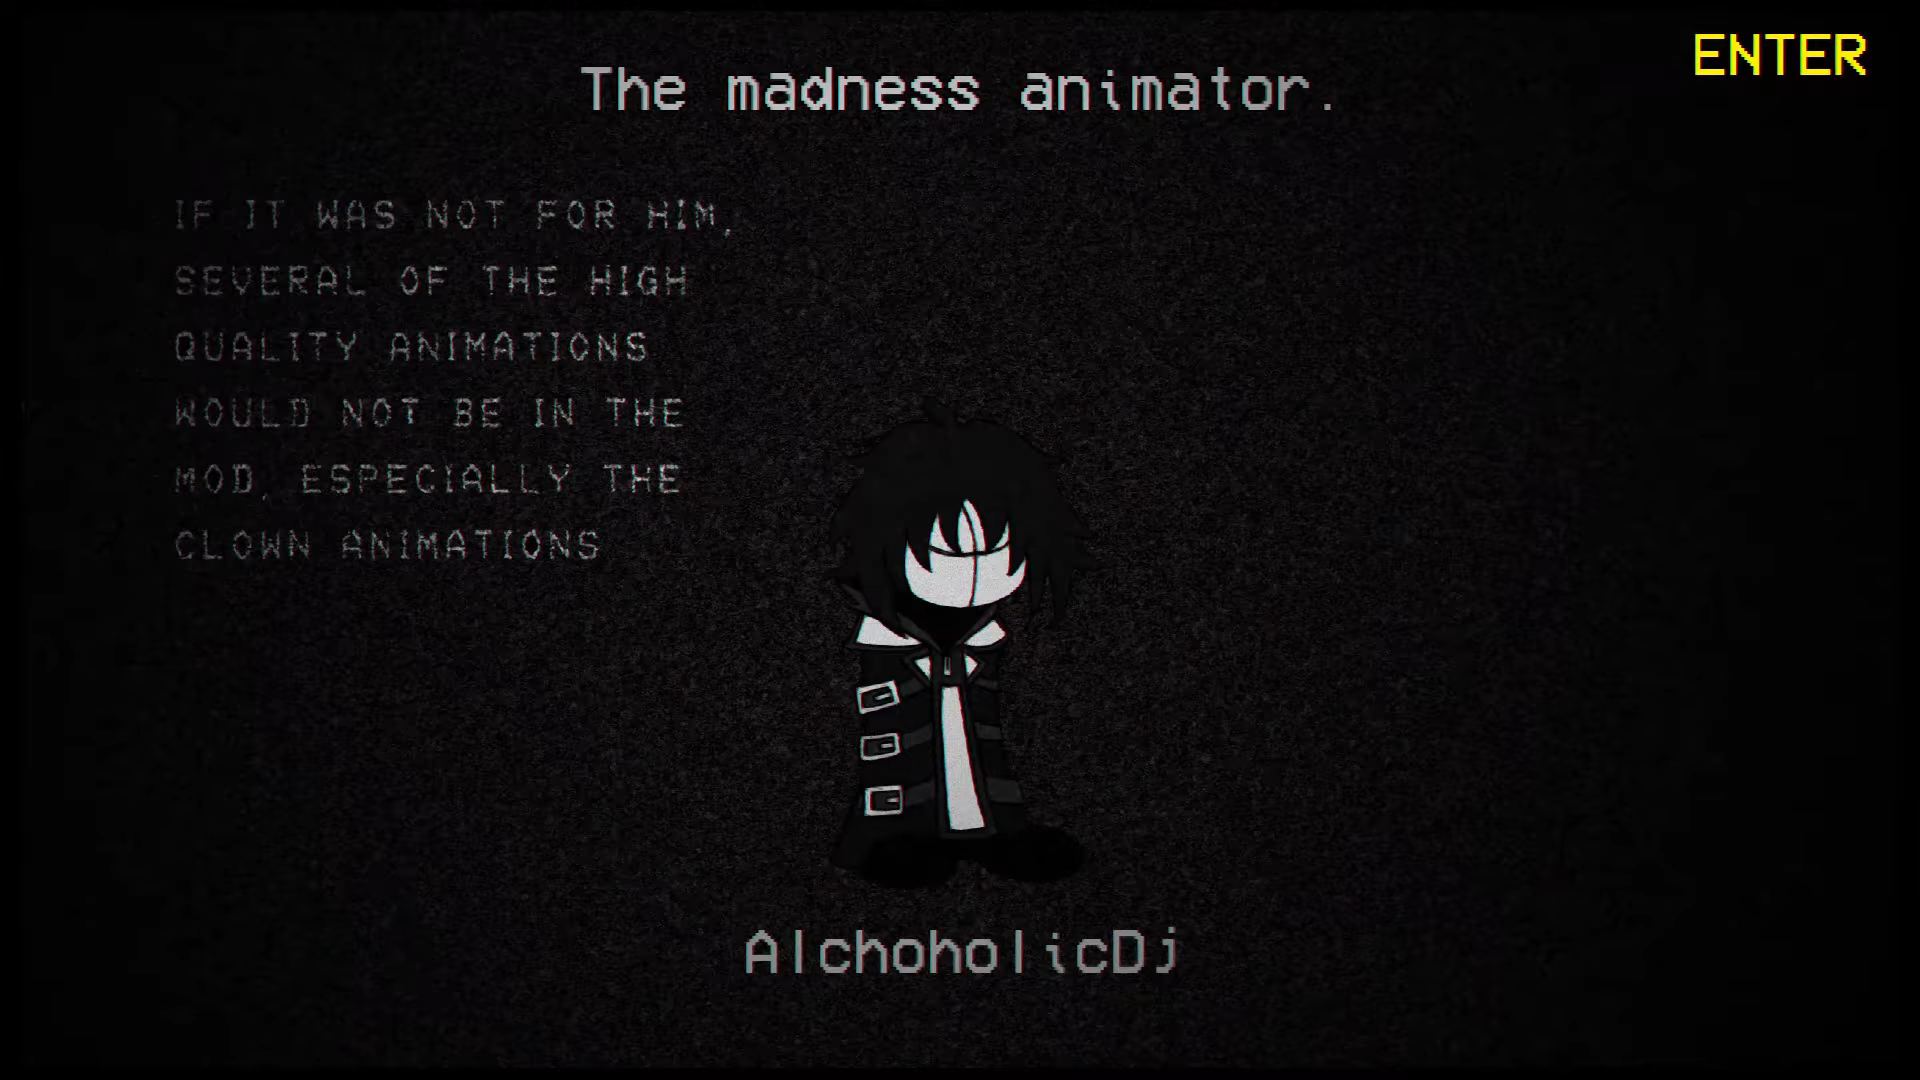 The madness animator.
ENTER
IF IT WAS NOT FOR HIM,
SEVERAL OF THE HIGH
QUALITY ANIMATIONS
WOULD NOT BE IN THE
MOD, ESPECIALLY THE
CLOWN ANIMATIONS
AlchoholicDj